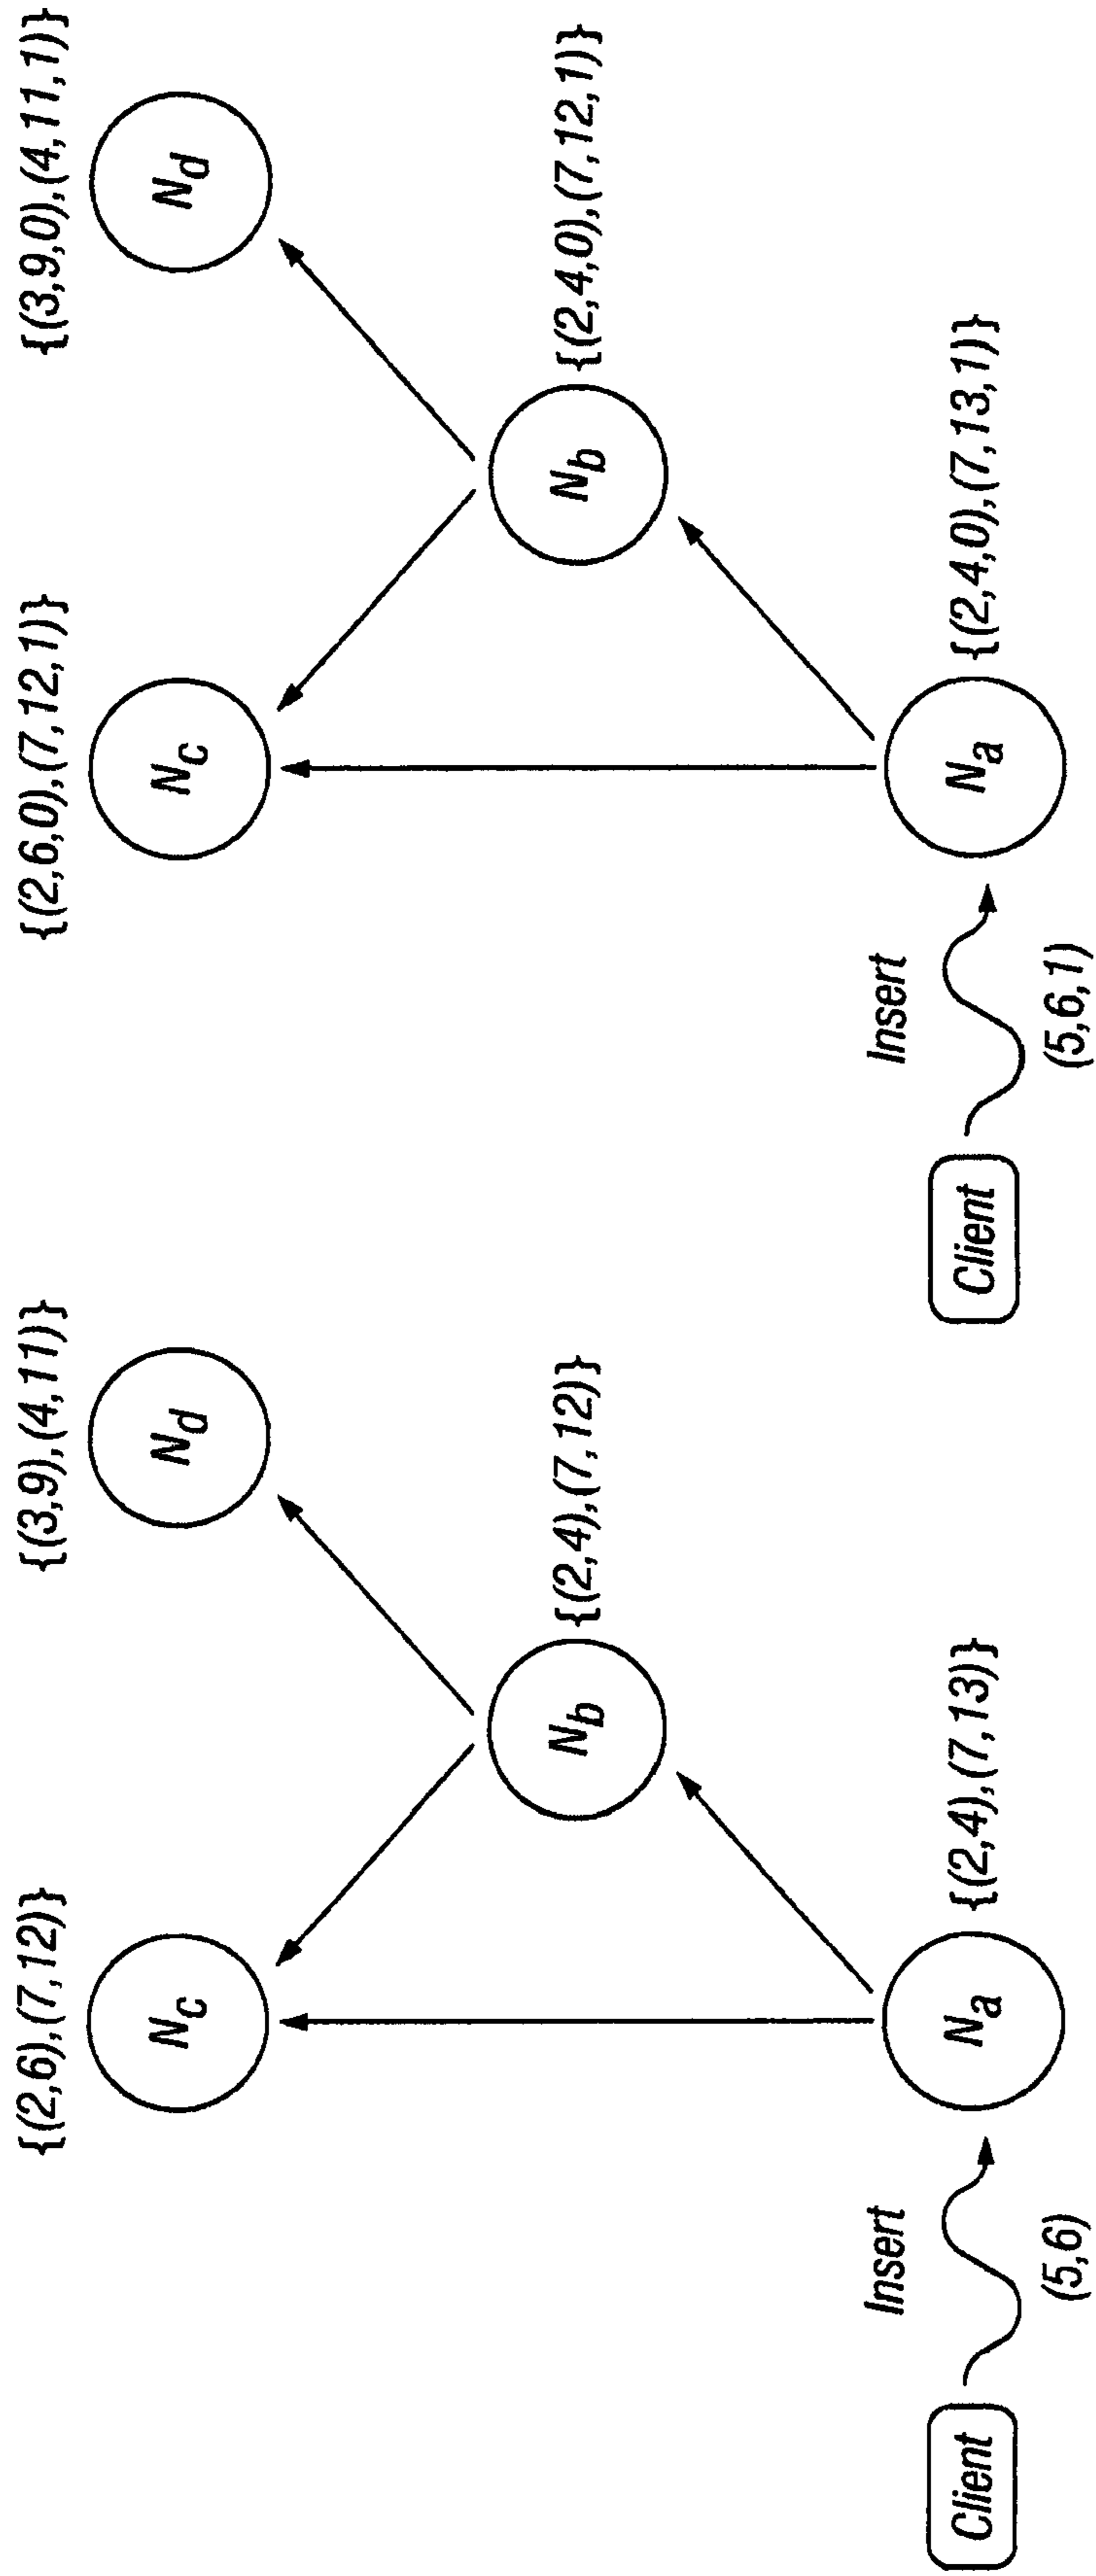 {(2,6),(7,12)}
{(3,9),(4,11)}
Nc
Nd
Nb
{(2,4),(7,12)}
Insert
Client
Na
{(2,4),(7,13)}
(5,6)
{(2,6,0),(7,12,1)}
{(3,9,0),(4,11,1)}
Nc
Nd
Nb
{(2,4,0),(7,12,1)}
Insert
Client
Na
{(2,4,0),(7,13,1)}
(5,6,1)